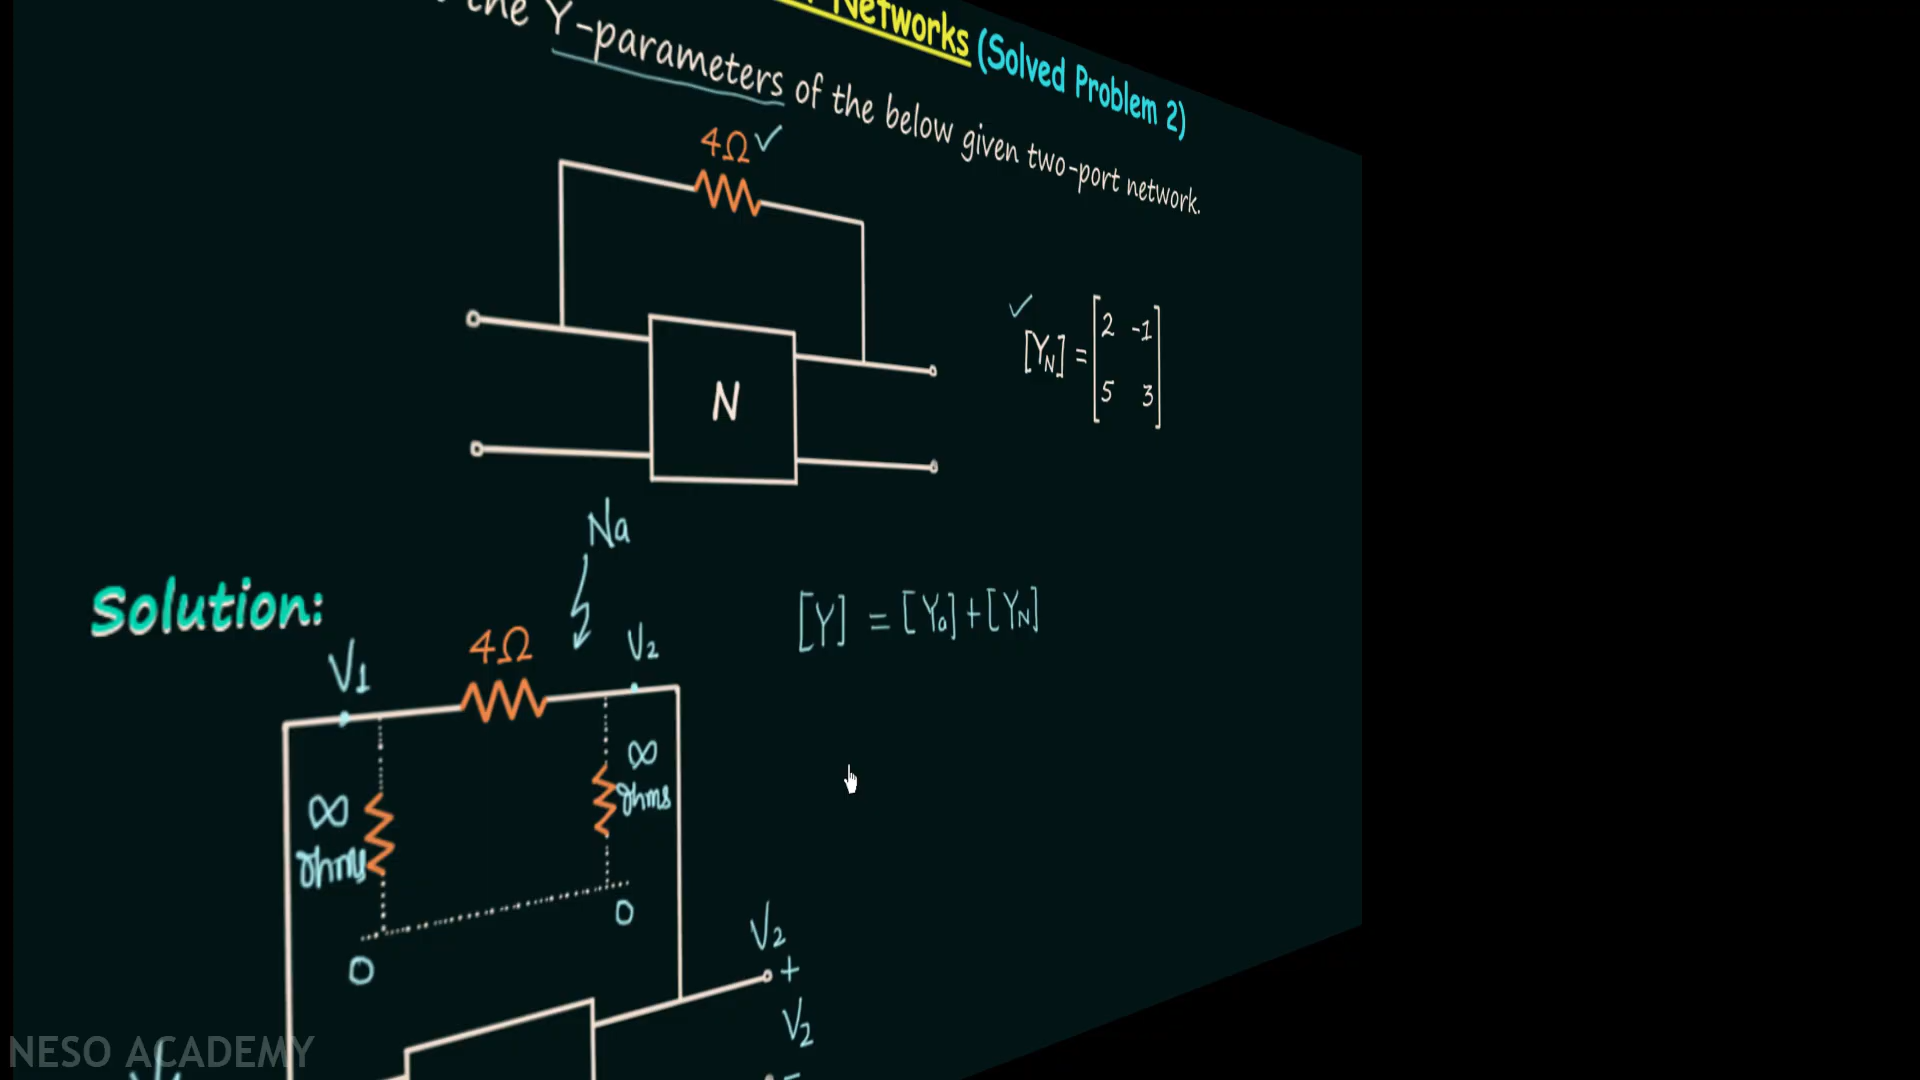 Networks (Solved Problem 2)
the Y-parameters of the below given two-port network.
4Ω ✓
✓
[Y_N] = [2 -1
5 3]
N
Na
Solution:
[Y] = [Ya] + [YN]
4Ω
V1
V2
∞
ohms
∞
ohms
0
0
V2
+
V2
-
NESO ACADEMY